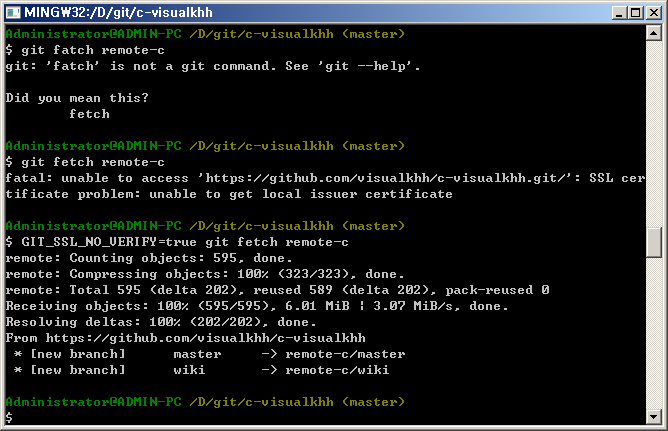 MINGW32:/D/git/c-visualkhh
Administrator@ADMIN-PC /D/git/c-visualkhh (master)
$ git fatch remote-c
git: 'fatch' is not a git command. See 'git --help'.
Did you mean this?
fetch
Administrator@ADMIN-PC /D/git/c-visualkhh (master)
$ git fetch remote-c
fatal: unable to access 'https://github.com/visualkhh/c-visualkhh.git/': SSL cer
tificate problem: unable to get local issuer certificate
Administrator@ADMIN-PC /D/git/c-visualkhh (master)
$ GIT_SSL_NO_VERIFY=true git fetch remote-c
remote: Counting objects: 595, done.
remote: Compressing objects: 100% (323/323), done.
remote: Total 595 (delta 202), reused 589 (delta 202), pack-reused 0
Receiving objects: 100% (595/595), 6.01 MiB ¦ 3.07 MiB/s, done.
Resolving deltas: 100% (202/202), done.
From https://github.com/visualkhh/c-visualkhh
* [new branch]      master     -> remote-c/master
* [new branch]      wiki       -> remote-c/wiki
Administrator@ADMIN-PC /D/git/c-visualkhh (master)
$